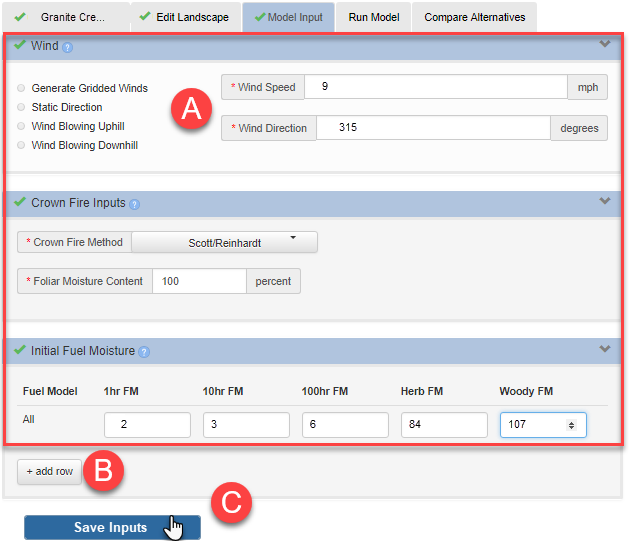 Granite Cre... Edit Landscape Model Input Run Model Compare Alternatives
Wind ?
Generate Gridded Winds
Static Direction
Wind Blowing Uphill
Wind Blowing Downhill
A
* Wind Speed 9 mph
* Wind Direction 315 degrees
Crown Fire Inputs ?
* Crown Fire Method Scott/Reinhardt
* Foliar Moisture Content 100 percent
Initial Fuel Moisture ?
Fuel Model 1hr FM 10hr FM 100hr FM Herb FM Woody FM
All 2 3 6 84 107
+ add row B
C
Save Inputs